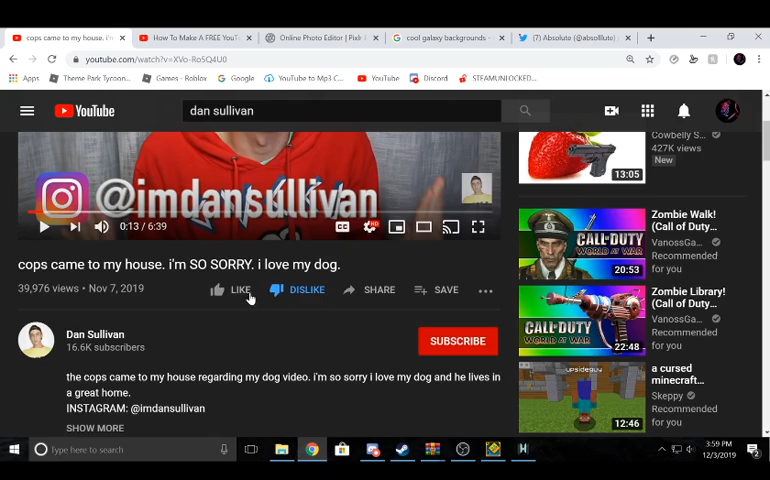 cops came to my house. i'm
How To Make A FREE YouTu
Online Photo Editor | Pixlr
cool galaxy backgrounds -
(7) Absolute (@absolllute)
youtube.com/watch?v=XVo-Ro5Q4U0
Apps
Theme Park Tycoon...
Games - Roblox
Google
YouTube to Mp3 C...
YouTube
Discord
STEAMUNLOCKED...
YouTube
dan sullivan
@imdansullivan
0:13 / 6:39
CC
HD
cops came to my house. i'm SO SORRY. i love my dog.
39,976 views • Nov 7, 2019
LIKE
DISLIKE
SHARE
SAVE
Dan Sullivan
16.6K subscribers
SUBSCRIBE
the cops came to my house regarding my dog video. i'm so sorry i love my dog and he lives in
a great home.
INSTAGRAM: @imdansullivan
SHOW MORE
Cowbelly S...
427K views
New
13:05
Zombie Walk!
(Call of Duty...
VanossGa...
Recommended
for you
CALL·DUTY
WORLD AT WAR
20:53
Zombie Library!
(Call of Duty...
VanossGa...
Recommended
for you
CALL·DUTY
WORLD AT WAR
22:48
a cursed
minecraft...
Skeppy
Recommended
for you
upsideguy
12:46
Type here to search
3:59 PM
12/3/2019
2